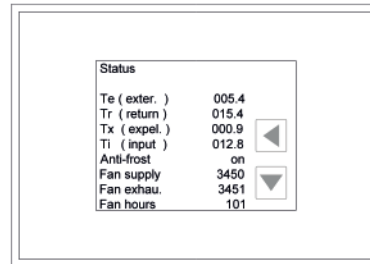 Status
Te ( exter. ) 005.4
Tr ( return ) 015.4
Tx ( expel. ) 000.9
Ti ( input ) 012.8
Anti-frost on
Fan supply 3450
Fan exhau. 3451
Fan hours 101